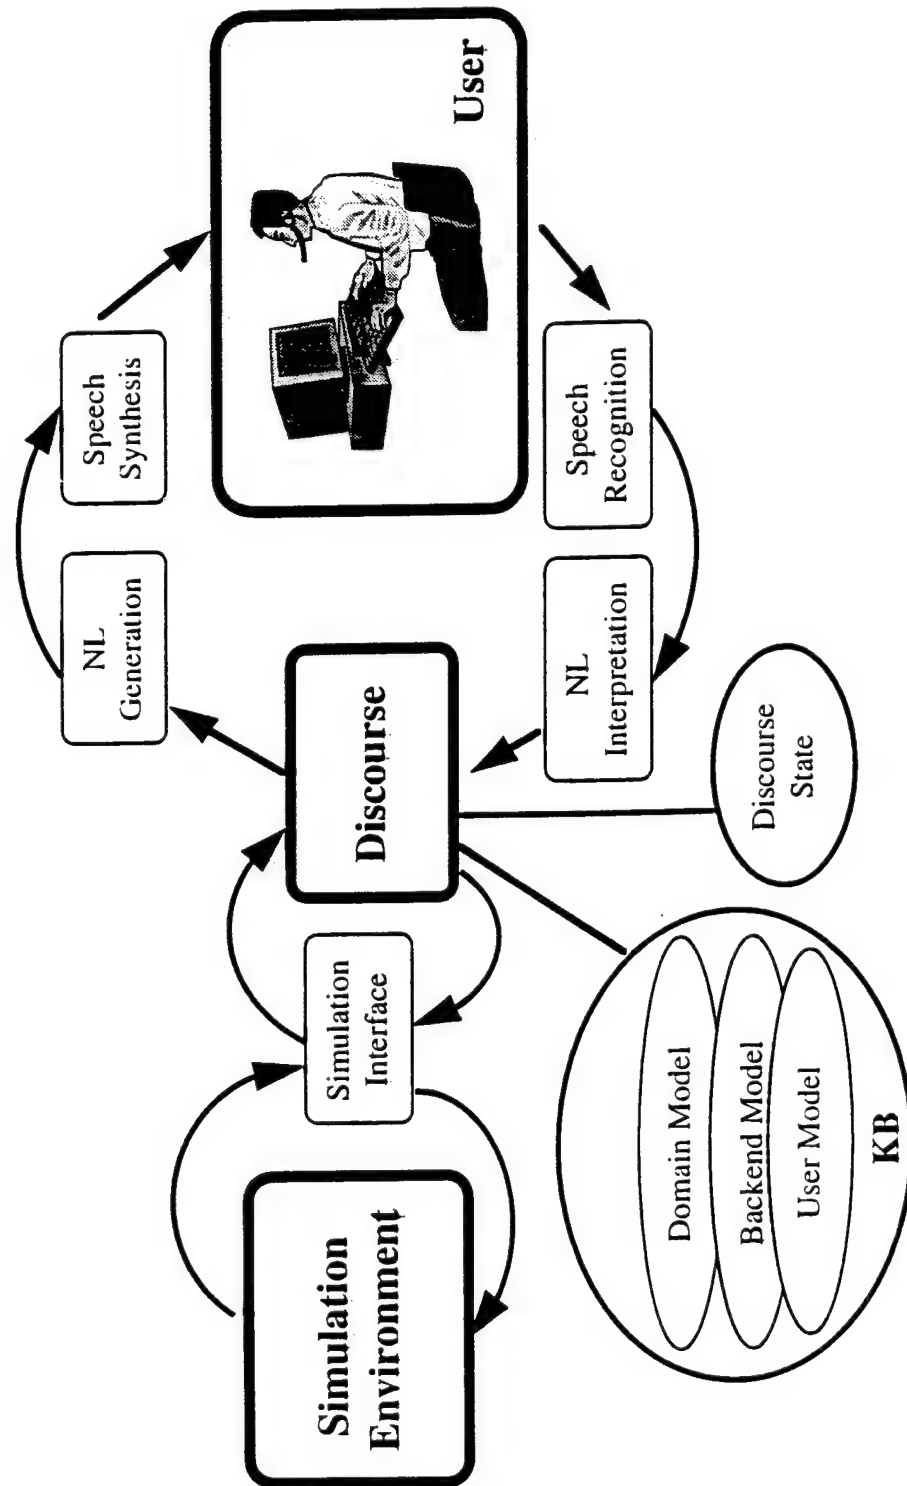 Speech
Synthesis
NL
Generation
User
Speech
Recognition
NL
Interpretation
Discourse
Simulation
Interface
Simulation
Environment
Discourse
State
Domain Model
Backend Model
User Model
KB